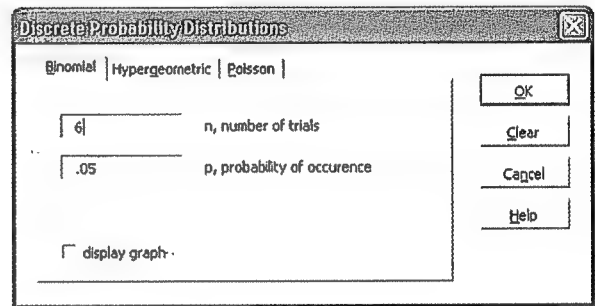 Discrete Probability Distributions
Binomial Hypergeometric Poisson
6 n, number of trials
.05 p, probability of occurence
display graph
OK
Clear
Cancel
Help